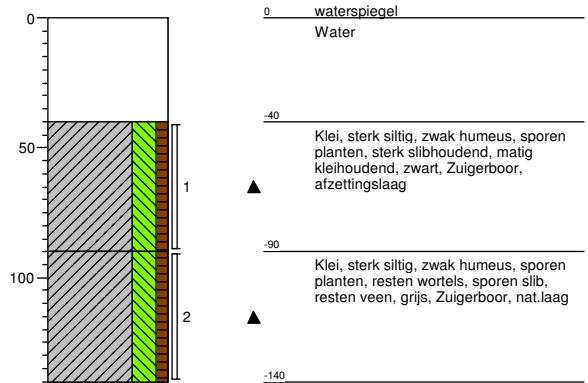 0
50
100
1
2
0 waterspiegel
Water
-40
Klei, sterk siltig, zwak humeus, sporen
planten, sterk slibhoudend, matig
kleihoudend, zwart, Zuigerboor,
afzettingslaag
-90
Klei, sterk siltig, zwak humeus, sporen
planten, resten wortels, sporen slib,
resten veen, grijs, Zuigerboor, nat.laag
-140